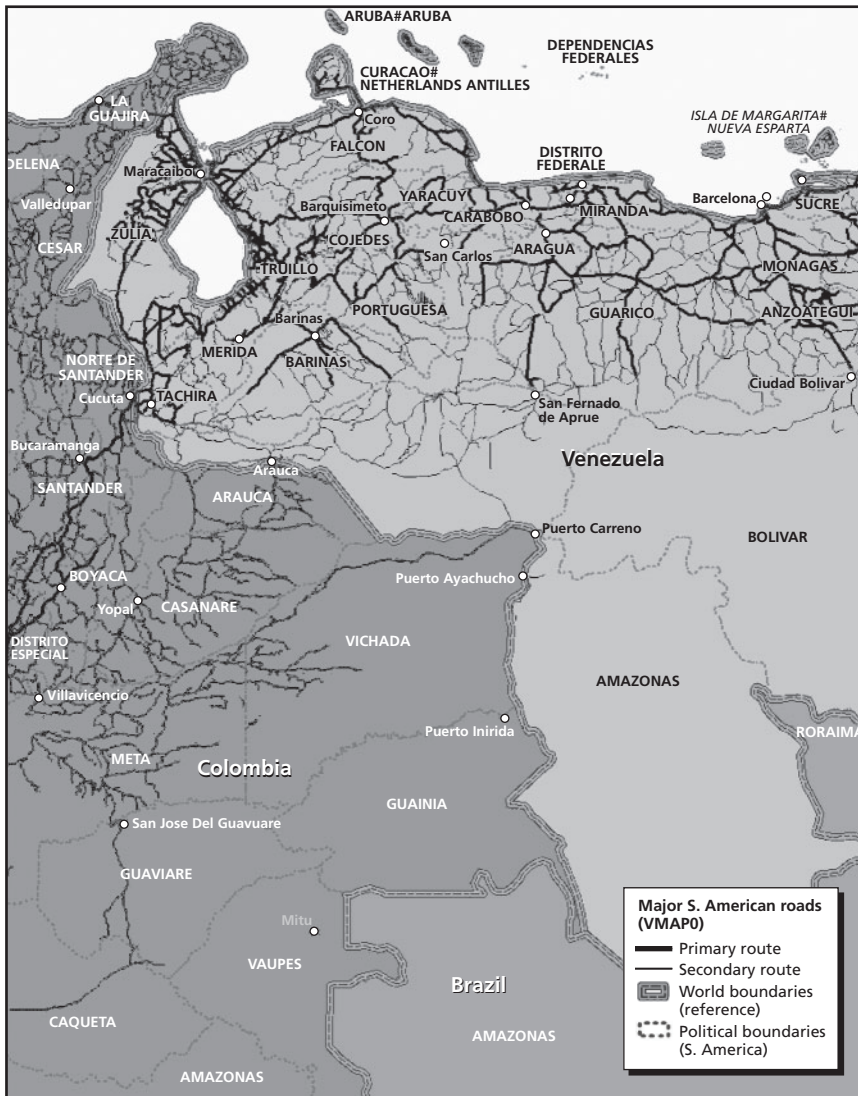 ARUBA#ARUBA
DEPENDENCIAS
FEDERALES
CURACAO#
NETHERLANDS ANTILLES
LA
GUAJIRA
Coro
ISLA DE MARGARITA#
NUEVA ESPARTA
FALCON
DISTRITO
FEDERALE
DELENA
Maracaibo
Valledupar
YARACUY
Barcelona
SUCRE
Barquisimeto
CARABOBO
MIRANDA
ZULIA
COJEDES
CESAR
San Carlos
ARAGUA
TRUILLO
MONAGAS
PORTUGUESA
GUARICO
ANZOATEGUI
Barinas
MERIDA
BARINAS
NORTE DE
SANTANDER
Ciudad Bolivar
Cucuta
TACHIRA
San Fernado
de Aprue
Bucaramanga
Arauca
Venezuela
SANTANDER
ARAUCA
Puerto Carreno
BOLIVAR
BOYACA
Puerto Ayachucho
Yopal
CASANARE
DISTRITO
ESPECIAL
VICHADA
AMAZONAS
Villavicencio
Puerto Inirida
RORAIMA
META
Colombia
GUAINIA
San Jose Del Guavuare
GUAVIARE
Mitu
VAUPES
Brazil
CAQUETA
AMAZONAS
AMAZONAS
Major S. American roads
(VMAP0)
Primary route
Secondary route
World boundaries
(reference)
Political boundaries
(S. America)